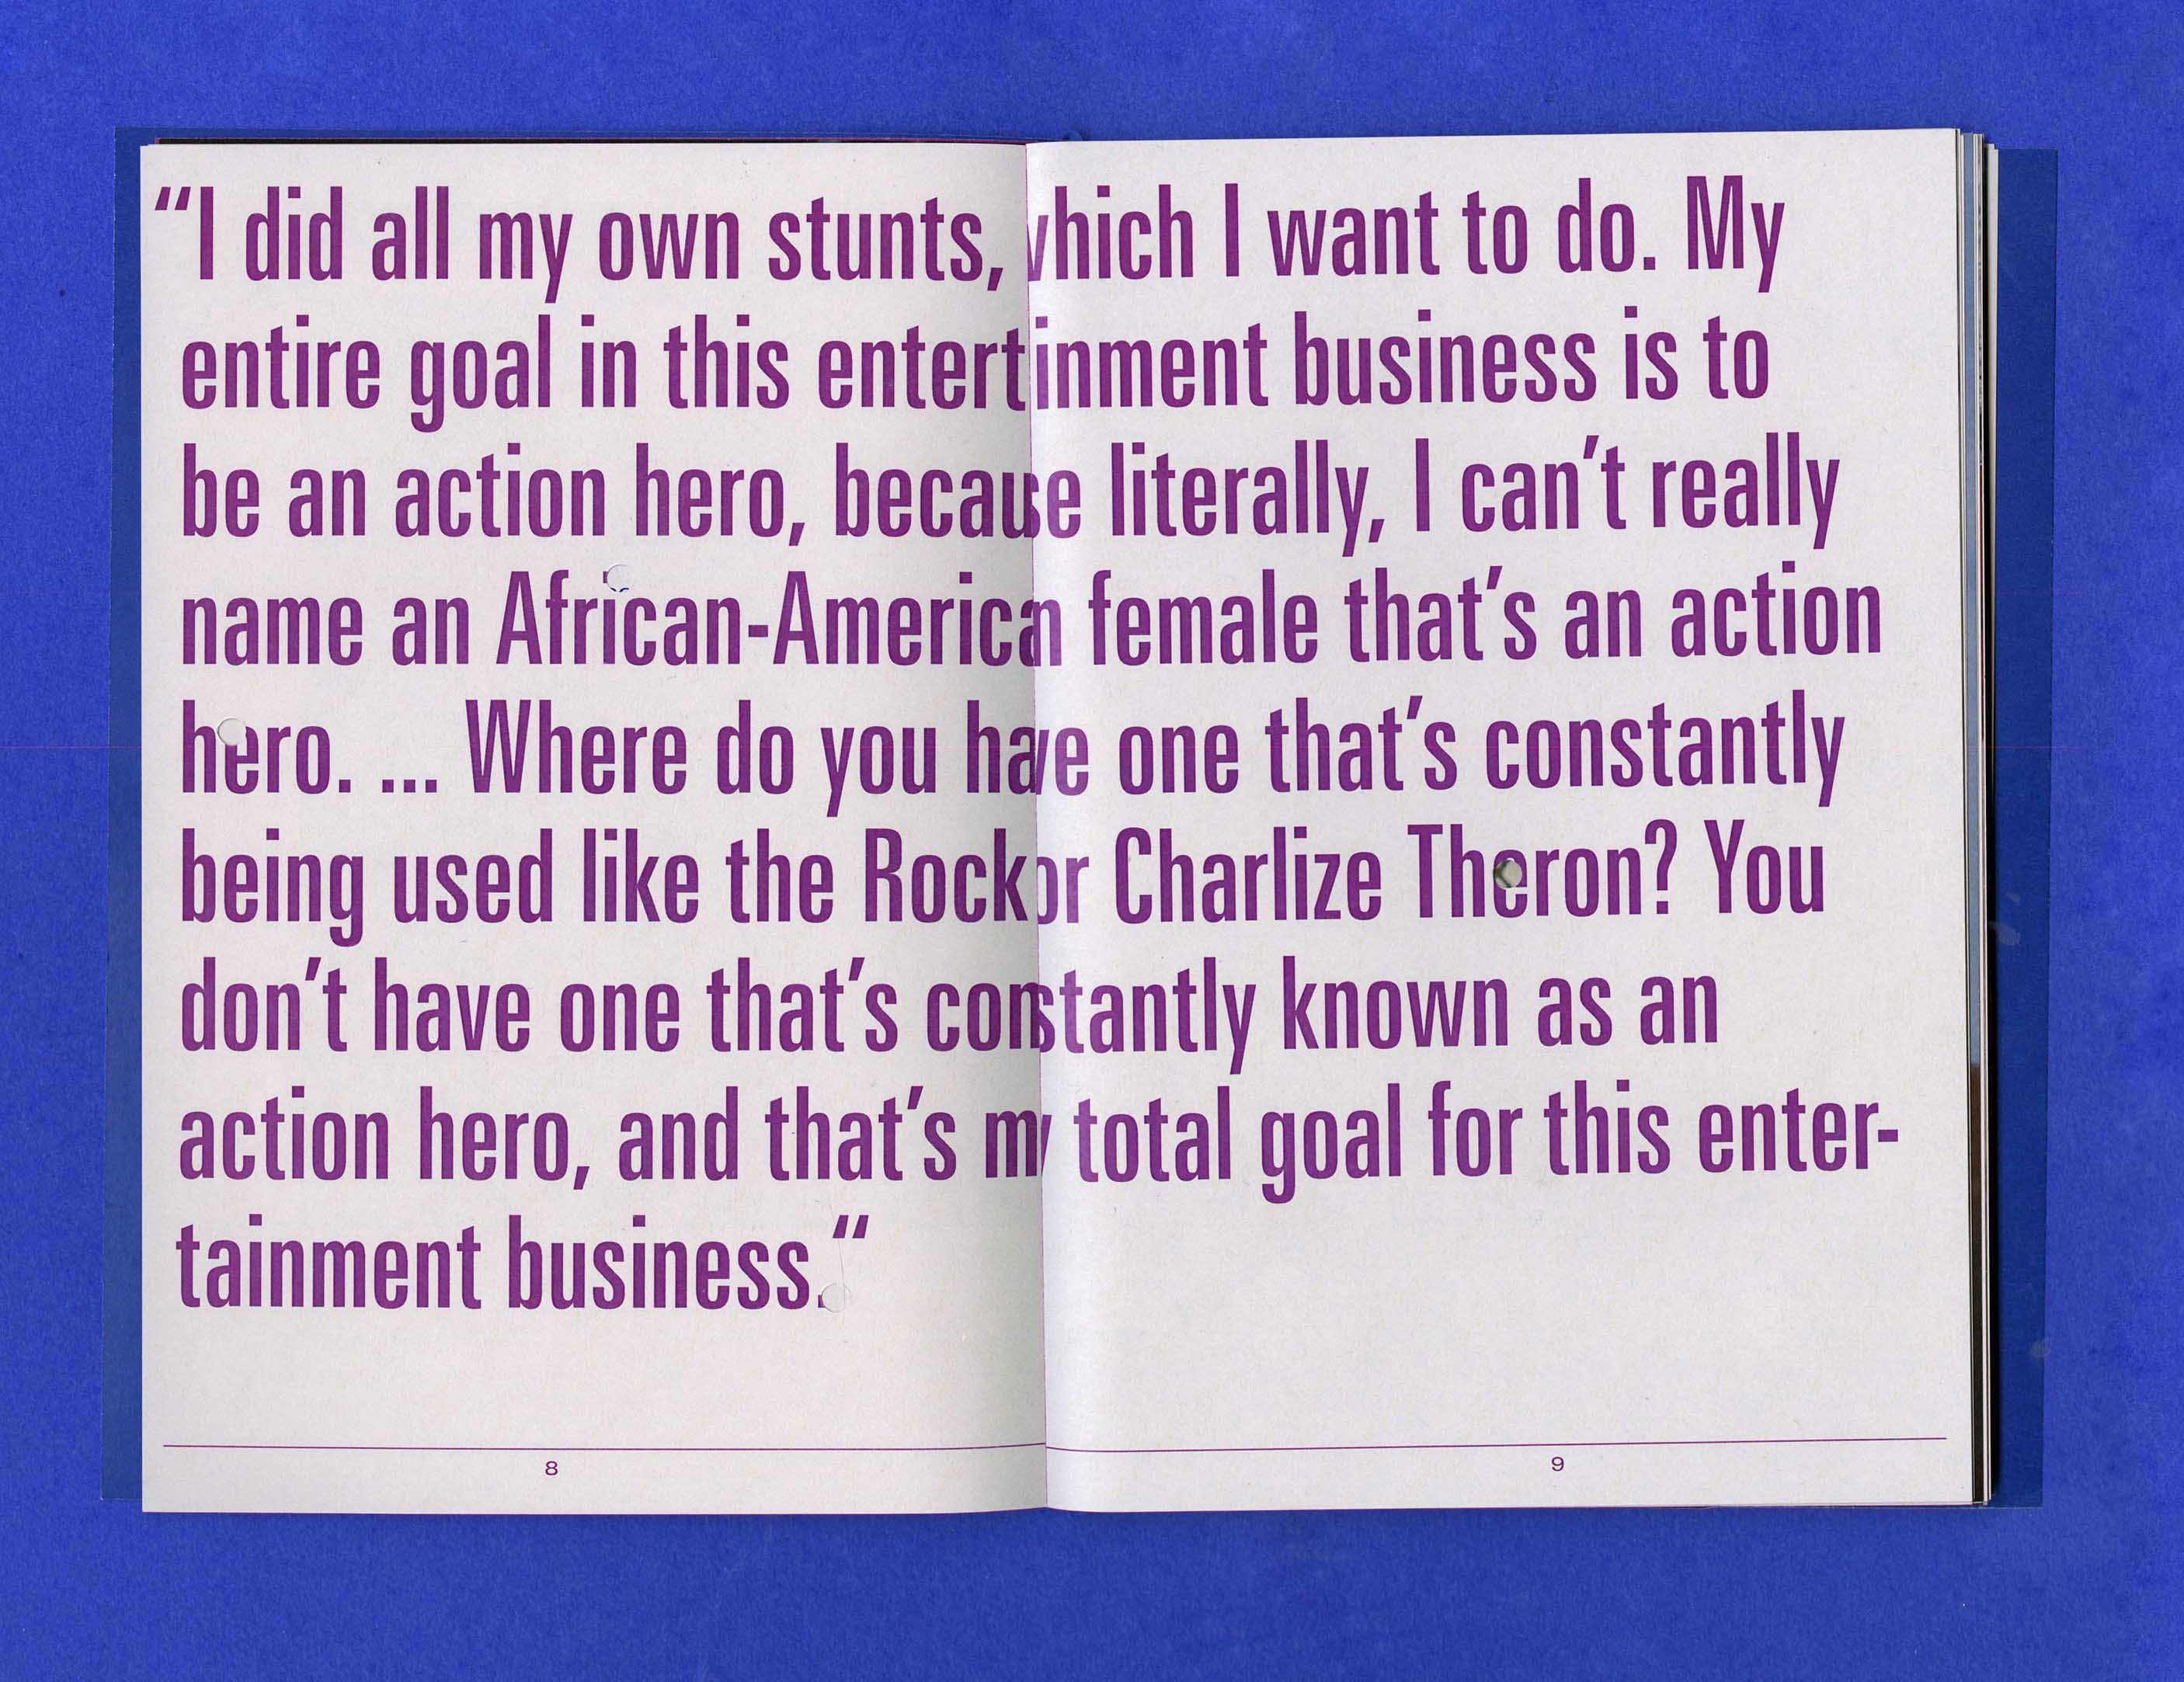 “I did all my own stunts, which I want to do. My
entire goal in this entertainment business is to
be an action hero, because literally, I can’t really
name an African-American female that’s an action
hero. ... Where do you have one that’s constantly
being used like the Rock or Charlize Theron? You
don’t have one that’s constantly known as an
action hero, and that’s my total goal for this enter-
tainment business.“
8
9